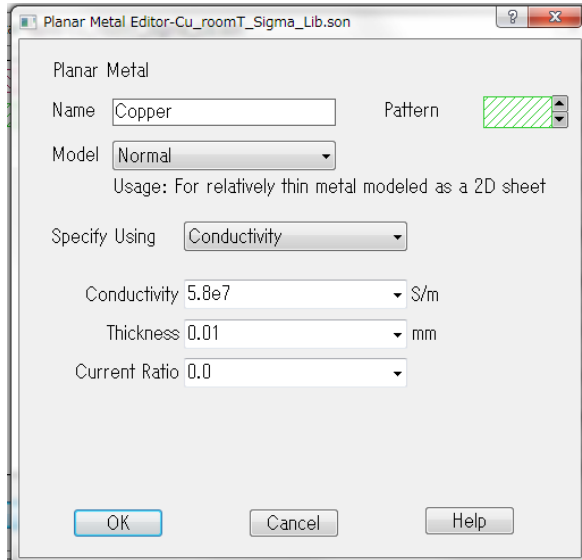 Planar Metal Editor-Cu_roomT_Sigma_Lib.son
Planar Metal
Name Copper Pattern
Model Normal
Usage: For relatively thin metal modeled as a 2D sheet
Specify Using Conductivity
Conductivity 5.8e7 S/m
Thickness 0.01 mm
Current Ratio 0.0
OK Cancel Help